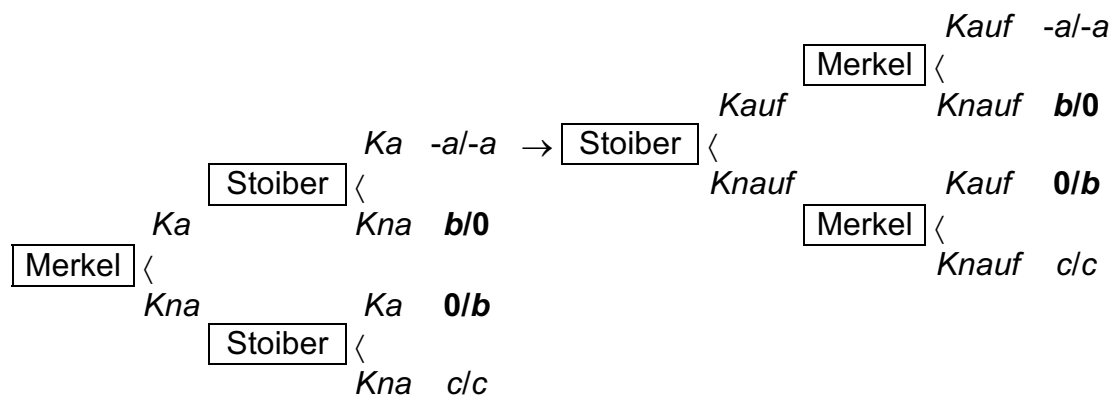 Kauf -a/-a
Merkel 〈
Kauf Knauf b/0
Ka -a/-a → Stoiber 〈
Stoiber 〈 Knauf Kauf 0/b
Ka Kna b/0 Merkel 〈
Merkel 〈 Knauf c/c
Kna Ka 0/b
Stoiber 〈
Kna c/c